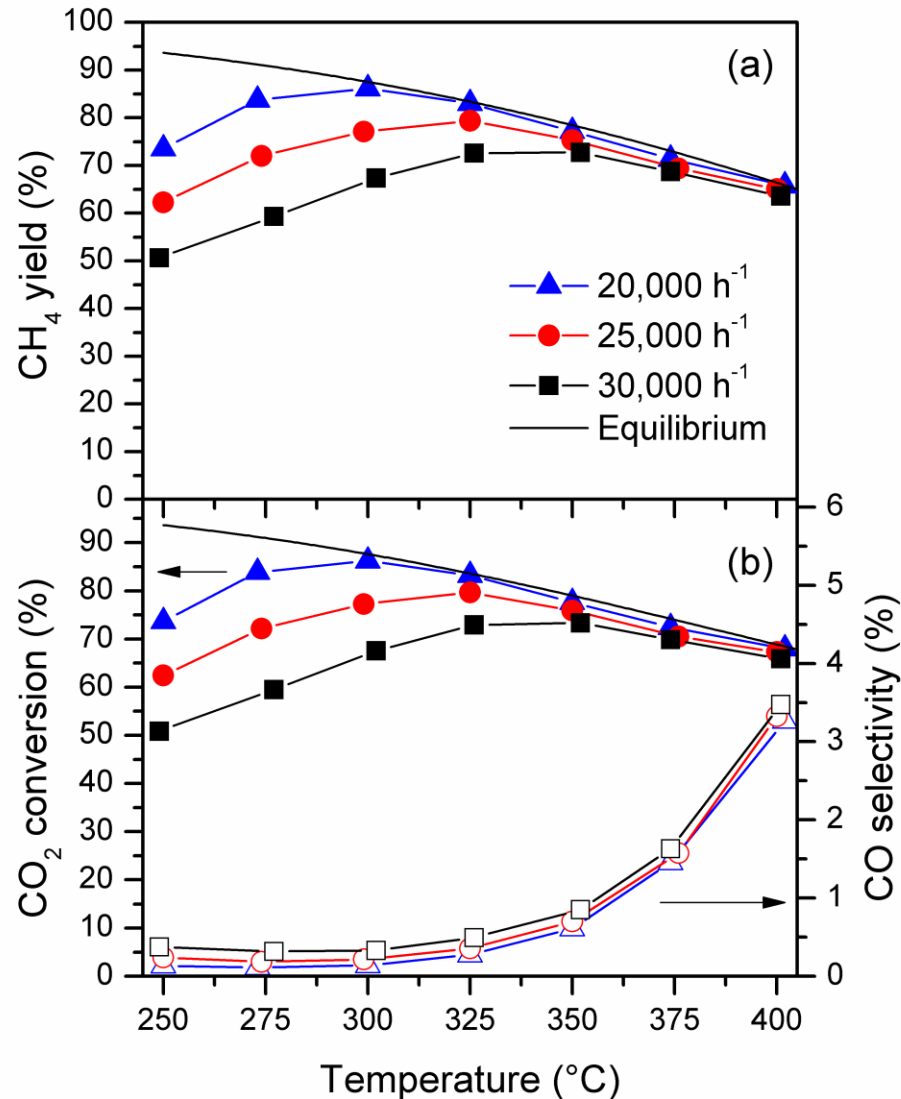 100
90
80
70
60
50
40
30
20
10
0
CH₄ yield (%)
(a)
20,000 h⁻¹
25,000 h⁻¹
30,000 h⁻¹
Equilibrium
90
80
70
60
50
40
30
20
10
0
CO₂ conversion (%)
(b)
6
5
4
3
2
1
0
CO selectivity (%)
250 275 300 325 350 375 400
Temperature (°C)